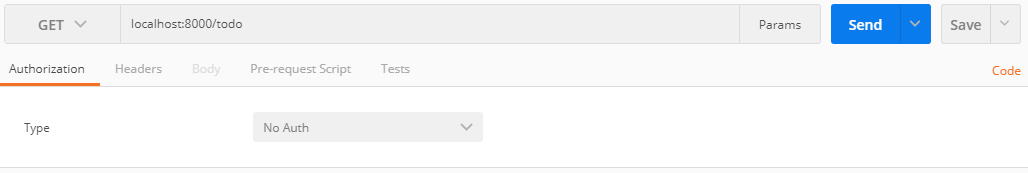 GET localhost:8000/todo Params Send Save
Authorization Headers Body Pre-request Script Tests Code
Type No Auth